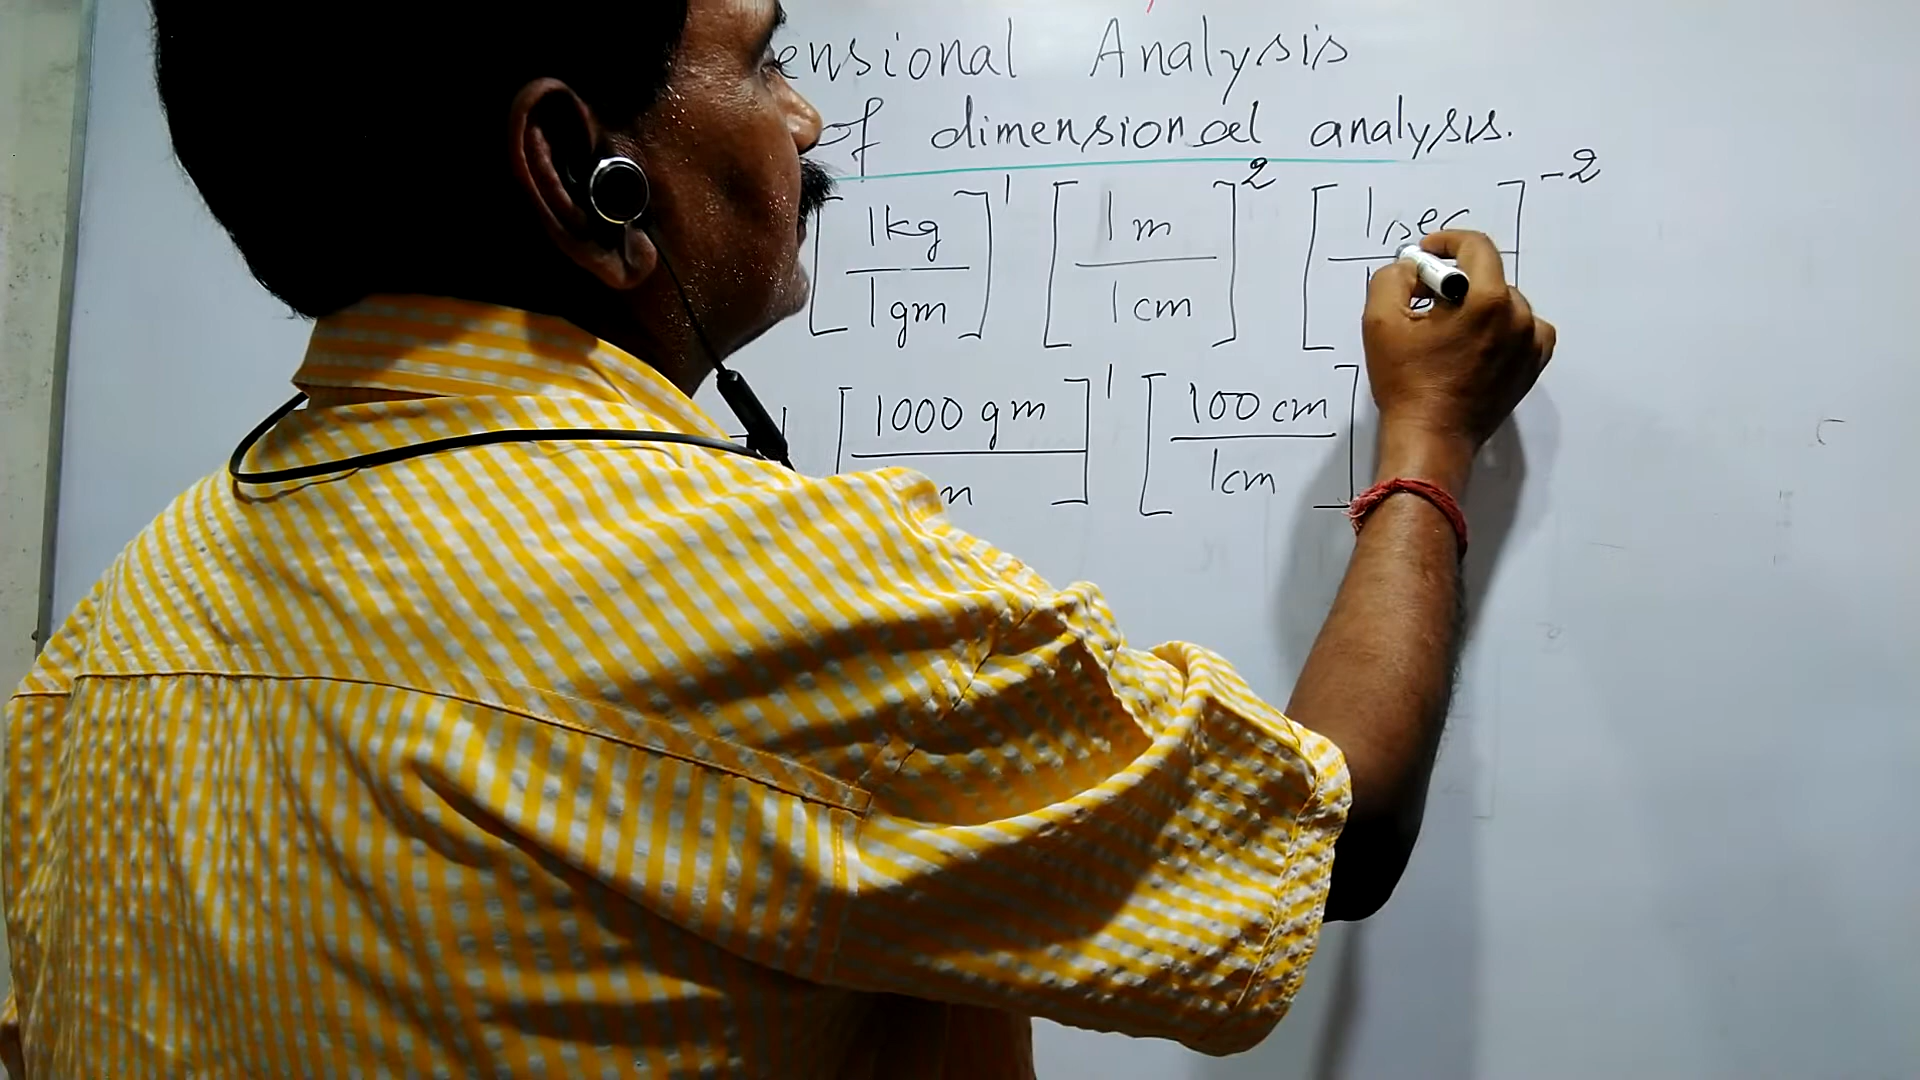 ensional Analysis
of dimensional analysis.
[1kg / 1gm]^1 [1m / 1cm]^2 [1sec / 1]^-2
[1000 gm / m]^1 [100 cm / 1cm]